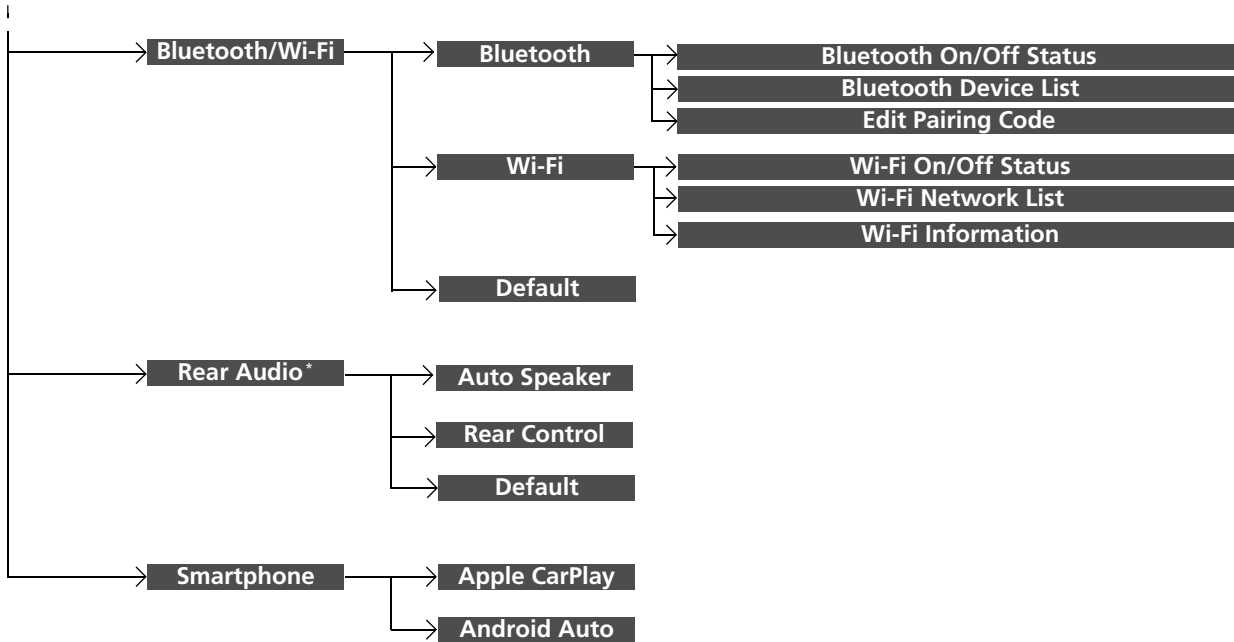 Bluetooth/Wi-Fi
Bluetooth
Bluetooth On/Off Status
Bluetooth Device List
Edit Pairing Code
Wi-Fi
Wi-Fi On/Off Status
Wi-Fi Network List
Wi-Fi Information
Default
Rear Audio*
Auto Speaker
Rear Control
Default
Smartphone
Apple CarPlay
Android Auto